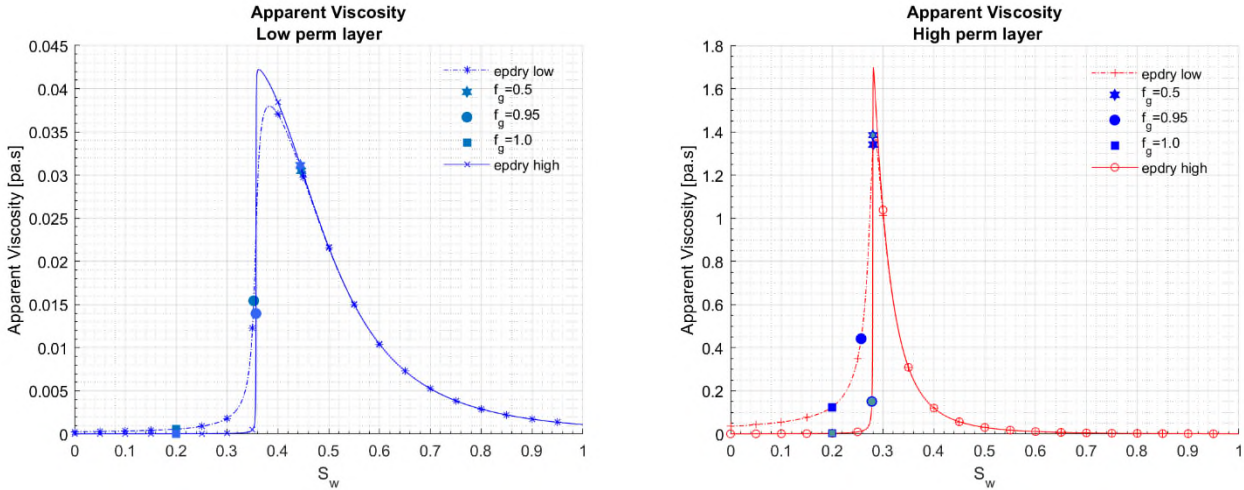 Apparent Viscosity
Low perm layer
Apparent Viscosity [pa.s]
0.045
0.04
0.035
0.03
0.025
0.02
0.015
0.01
0.005
0
0 0.1 0.2 0.3 0.4 0.5 0.6 0.7 0.8 0.9 1
S_w
epdry low
f_g=0.5
f_g=0.95
f_g=1.0
epdry high
Apparent Viscosity
High perm layer
Apparent Viscosity [pa.s]
1.8
1.6
1.4
1.2
1
0.8
0.6
0.4
0.2
0
0 0.1 0.2 0.3 0.4 0.5 0.6 0.7 0.8 0.9 1
S_w
epdry low
f_g=0.5
f_g=0.95
f_g=1.0
epdry high